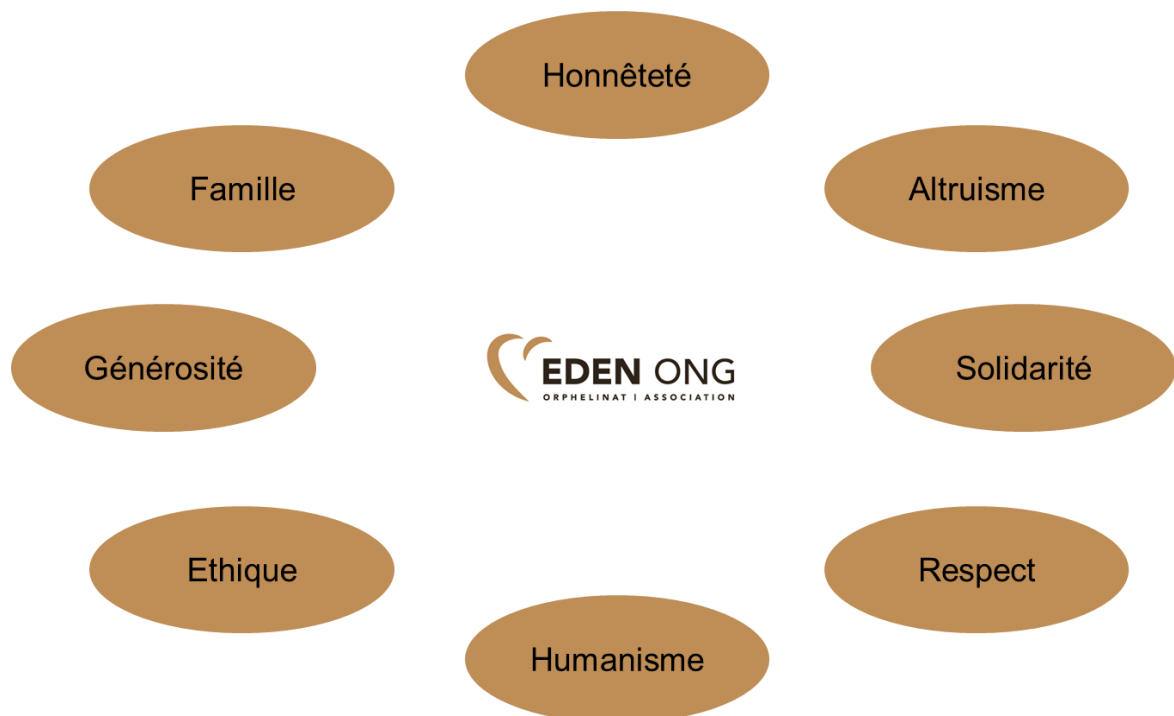 Honnêteté
Famille
Altruisme
Générosité
EDEN ONG
ORPHELINAT | ASSOCIATION
Solidarité
Ethique
Respect
Humanisme